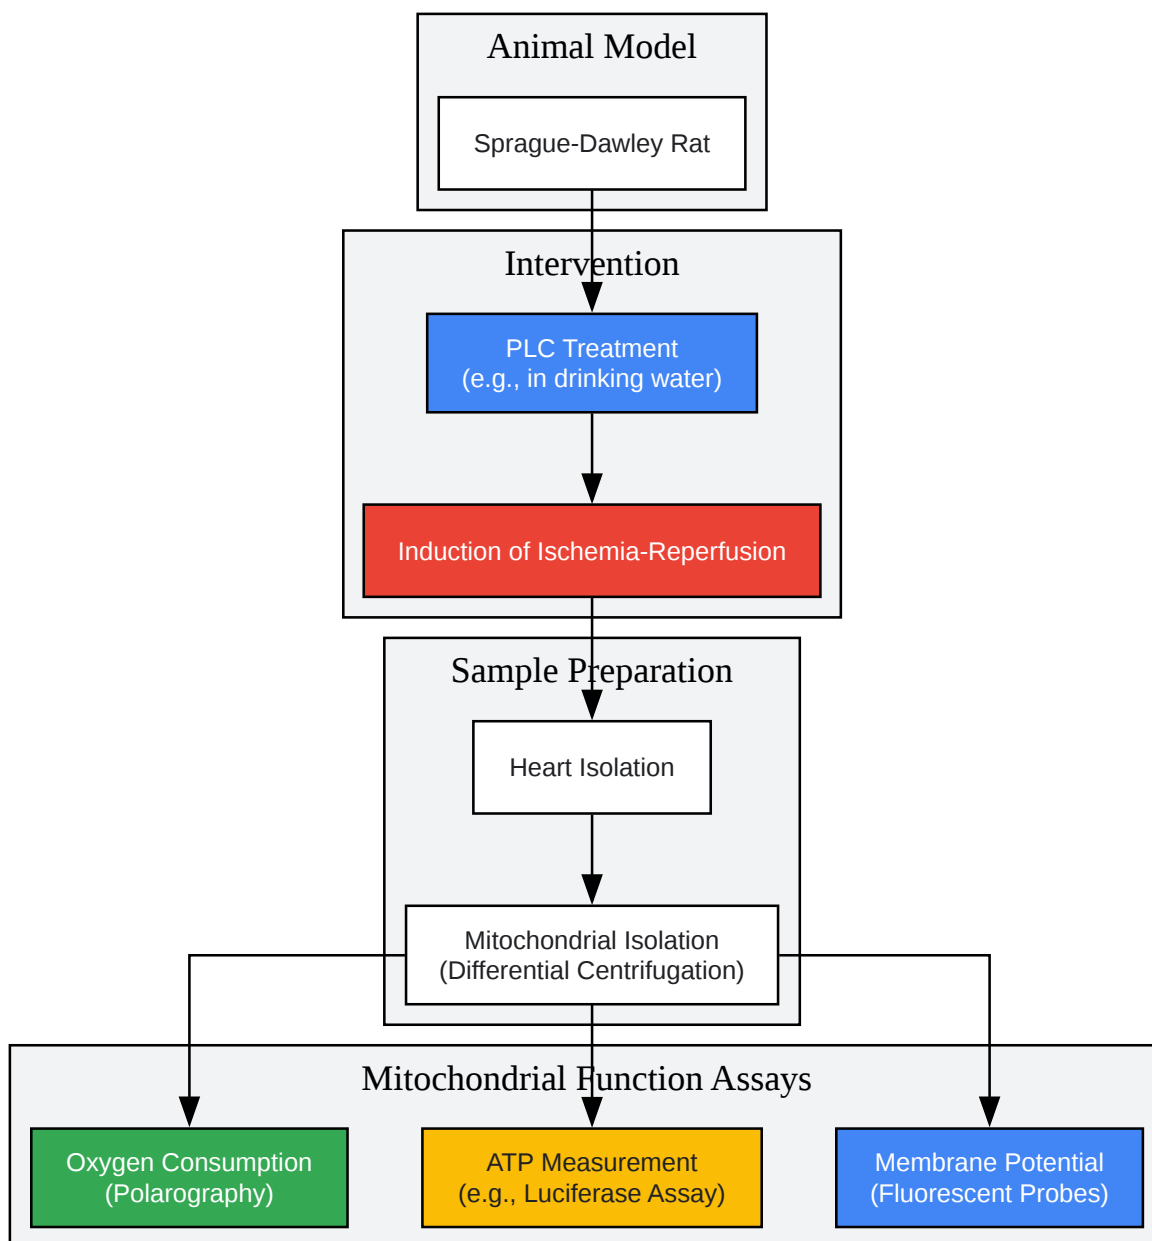 Animal Model
Sprague-Dawley Rat
Intervention
PLC Treatment
(e.g., in drinking water)
Induction of Ischemia-Reperfusion
Sample Preparation
Heart Isolation
Mitochondrial Isolation
(Differential Centrifugation)
Mitochondrial Function Assays
Oxygen Consumption
(Polarography)
ATP Measurement
(e.g., Luciferase Assay)
Membrane Potential
(Fluorescent Probes)